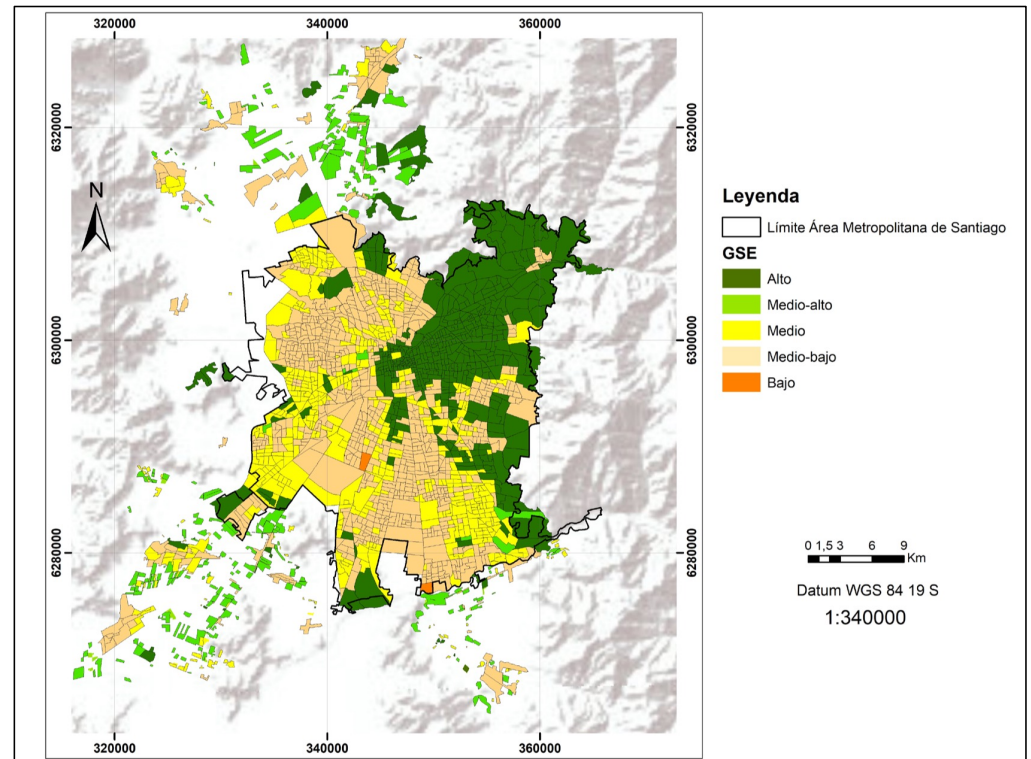 320000 340000 360000
6320000 6320000
N
6300000 6300000
6280000 6280000
320000 340000 360000
Leyenda
Límite Área Metropolitana de Santiago
GSE
Alto
Medio-alto
Medio
Medio-bajo
Bajo
0 1,5 3 6 9
Km
Datum WGS 84 19 S
1:340000